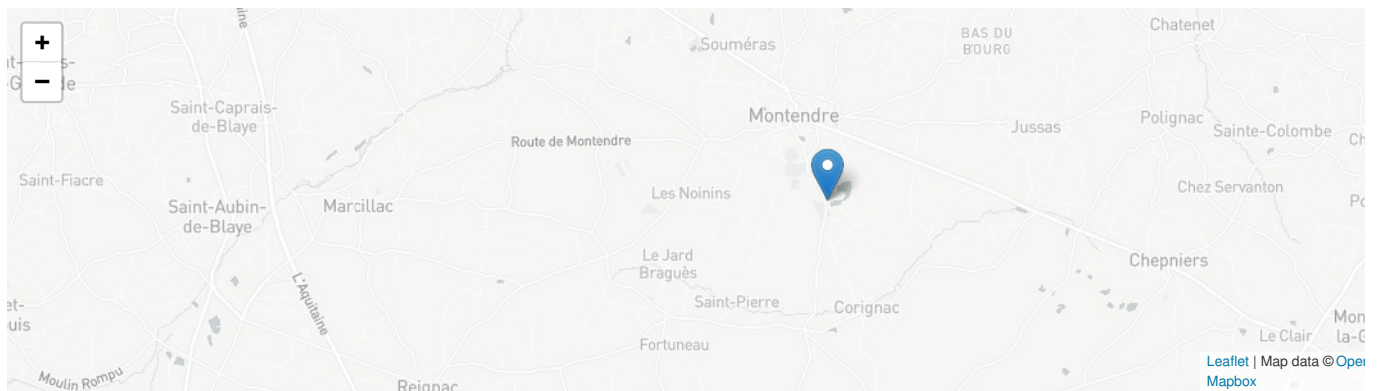 +
−
Souméras
BAS DU
BOURG
Chatenet
Saint-Caprais-
de-Blaye
Montendre
Route de Montendre
Jussas
Polignac
Sainte-Colombe
Saint-Fiacre
Les Noinins
Chez Servanton
Saint-Aubin-
de-Blaye
Marcillac
Le Jard
Braguès
Chepniers
L'Aquitaine
Saint-Pierre
Corignac
Fortuneau
Le Clair
Moulin Rompu
Reignac
Leaflet | Map data © Open
Mapbox